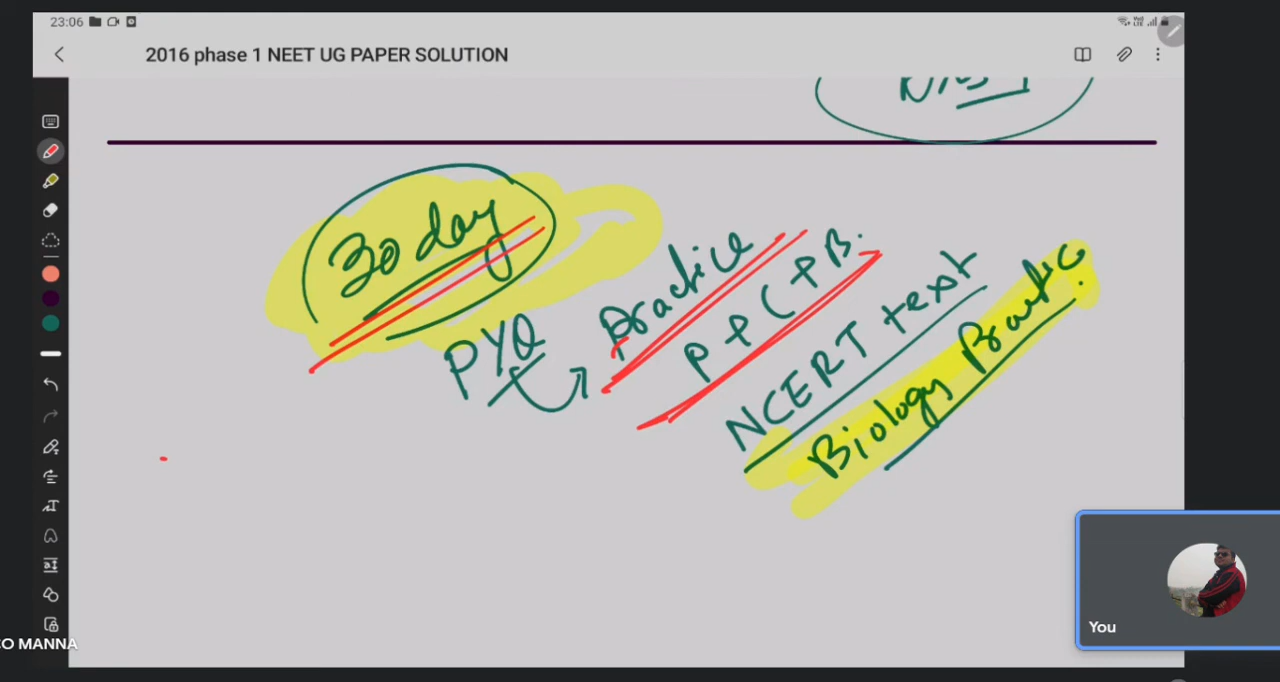 23:06
2016 phase 1 NEET UG PAPER SOLUTION
30 day
PYQ
Practice
P + C + B.
NCERT text
Biology Practic.
You
CO MANNA